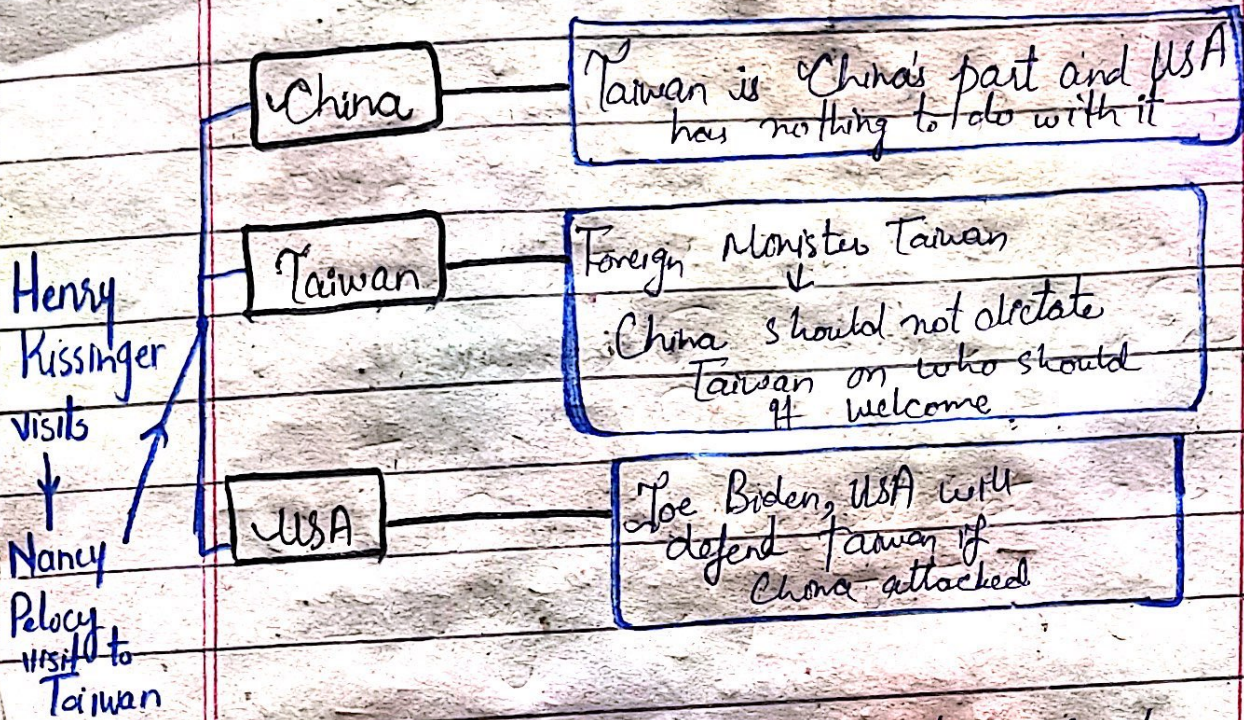 China
Taiwan is China's part and USA
has nothing to do with it
Taiwan
Foreign Monister Taiwan
China should not dictate
Taiwan on who should
it welcome
USA
Joe Biden, USA will
defend Taiwan if
China attacked
Henry
Kissinger
visits
Nancy
Pelocy
visit to
Taiwan